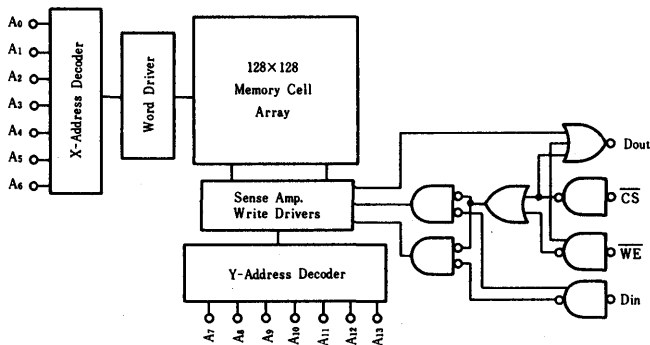 A0
A1
A2
A3
A4
A5
A6
X-Address Decoder
Word Driver
128×128
Memory Cell
Array
Sense Amp.
Write Drivers
Y-Address Decoder
A7
A8
A9
A10
A11
A12
A13
Dout
CS
WE
Din